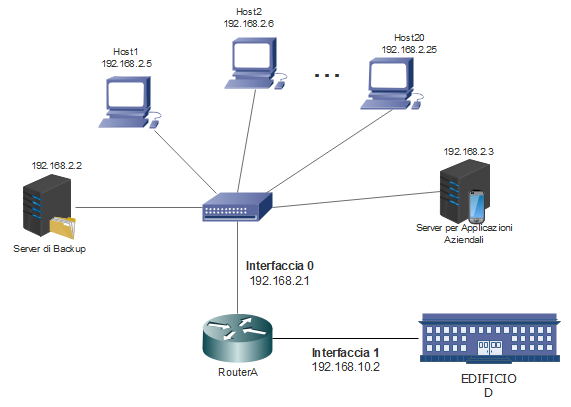 Host2
192.168.2.6
Host1
192.168.2.5
Host20
192.168.2.25
...
192.168.2.2
192.168.2.3
Server di Backup
Server per Applicazioni
Aziendali
Interfaccia 0
192.168.2.1
RouterA
Interfaccia 1
192.168.10.2
EDIFICIO
D